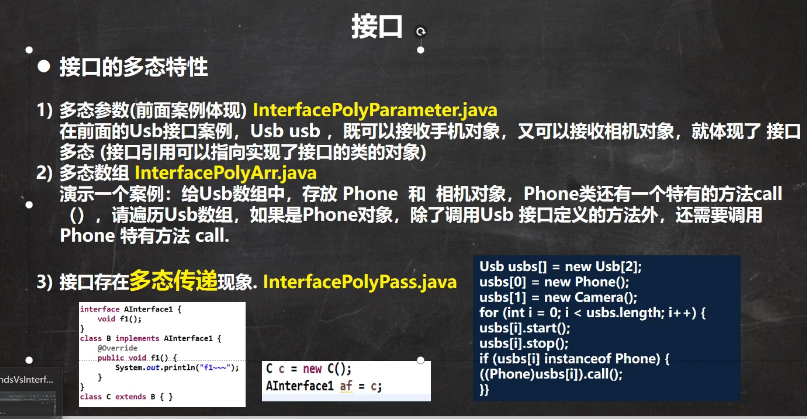 接口
● 接口的多态特性
1) 多态参数(前面案例体现) InterfacePolyParameter.java
在前面的Usb接口案例，Usb usb ，既可以接收手机对象，又可以接收相机对象，就体现了 接口
多态 (接口引用可以指向实现了接口的类的对象)
2) 多态数组 InterfacePolyArr.java
演示一个案例：给Usb数组中，存放 Phone 和 相机对象，Phone类还有一个特有的方法call
（），请遍历Usb数组，如果是Phone对象，除了调用Usb 接口定义的方法外，还需要调用
Phone 特有方法 call.
3) 接口存在多态传递现象. InterfacePolyPass.java
interface AInterface1 {
void f1();
}
class B implements AInterface1 {
@Override
public void f1() {
System.out.println("f1~~~");
}
}
class C extends B { }
C c = new C();
AInterface1 af = c;
Usb usbs[] = new Usb[2];
usbs[0] = new Phone();
usbs[1] = new Camera();
for (int i = 0; i < usbs.length; i++) {
usbs[i].start();
usbs[i].stop();
if (usbs[i] instanceof Phone) {
((Phone)usbs[i]).call();
}}
ndsVsInterf...